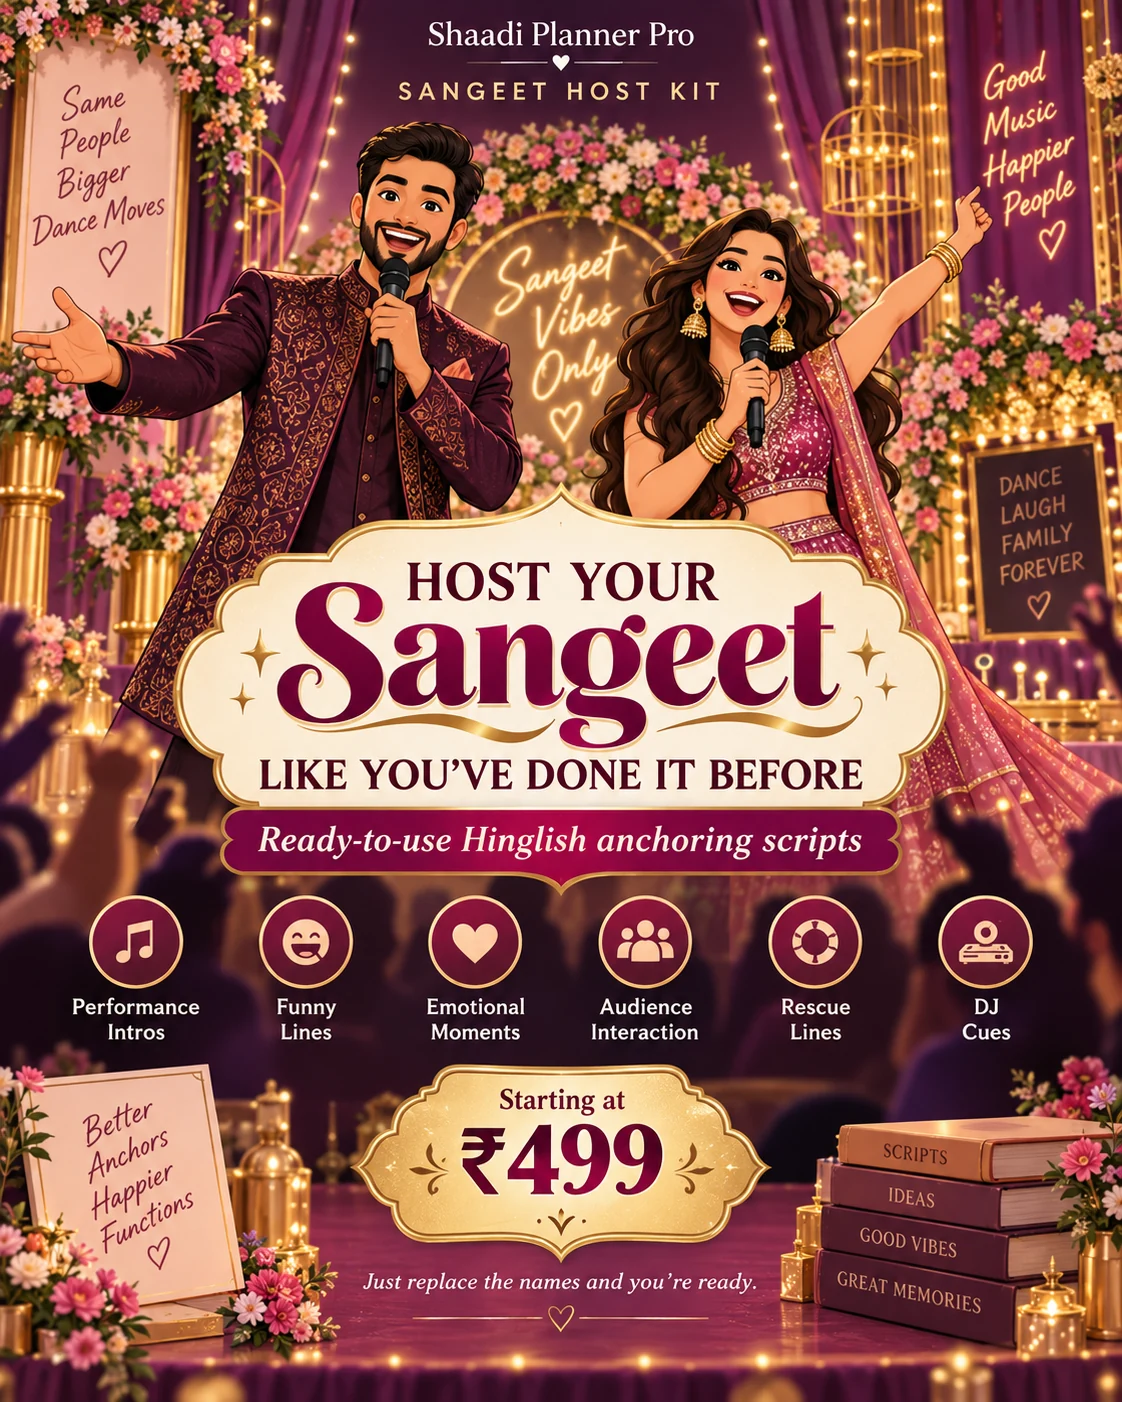 Shaadi Planner Pro
SANGEET HOST KIT
Same
People
Bigger
Dance Moves
Good
Music
Happier
People
Sangeet
Vibes
Only
DANCE
LAUGH
FAMILY
FOREVER
HOST YOUR
Sangeet
LIKE YOU'VE DONE IT BEFORE
Ready-to-use Hinglish anchoring scripts
Performance
Intros
Funny
Lines
Emotional
Moments
Audience
Interaction
Rescue
Lines
DJ
Cues
Starting at
₹499
Just replace the names and you're ready.
Better
Anchors
Happier
Functions
SCRIPTS
IDEAS
GOOD VIBES
GREAT MEMORIES